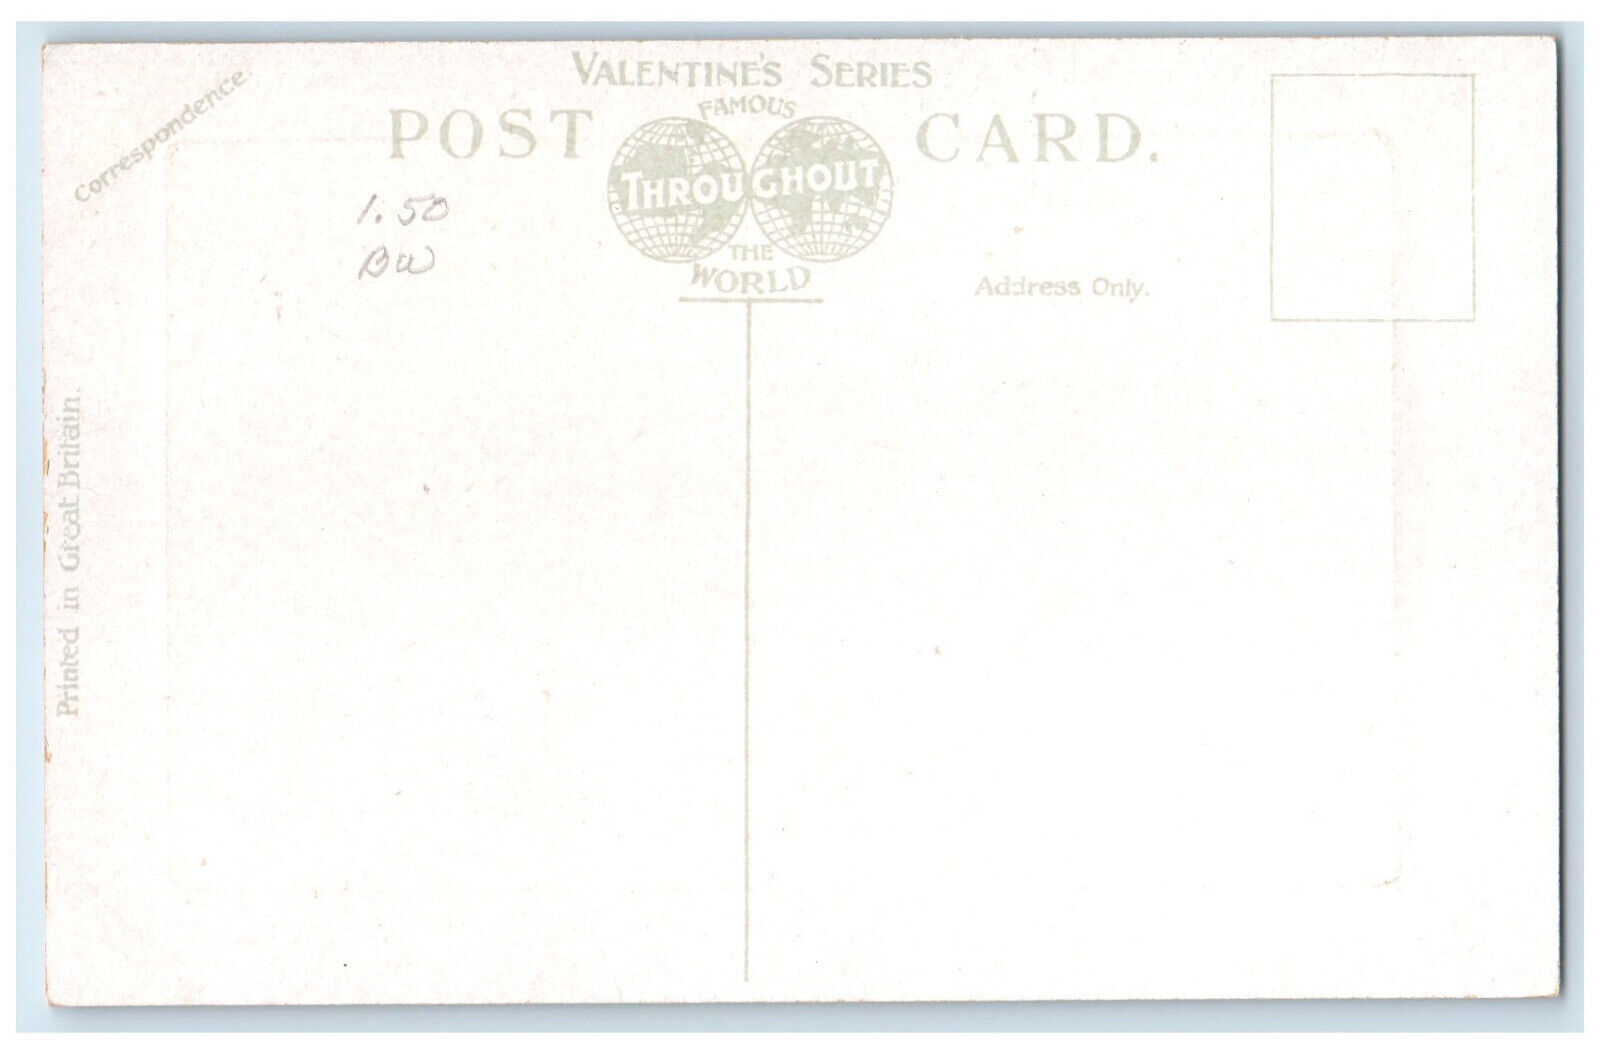 VALENTINE'S SERIES
FAMOUS
POST CARD.
THROUGHOUT
THE
WORLD
Correspondence.
1.50
BW
Address Only.
Printed in Great Britain.